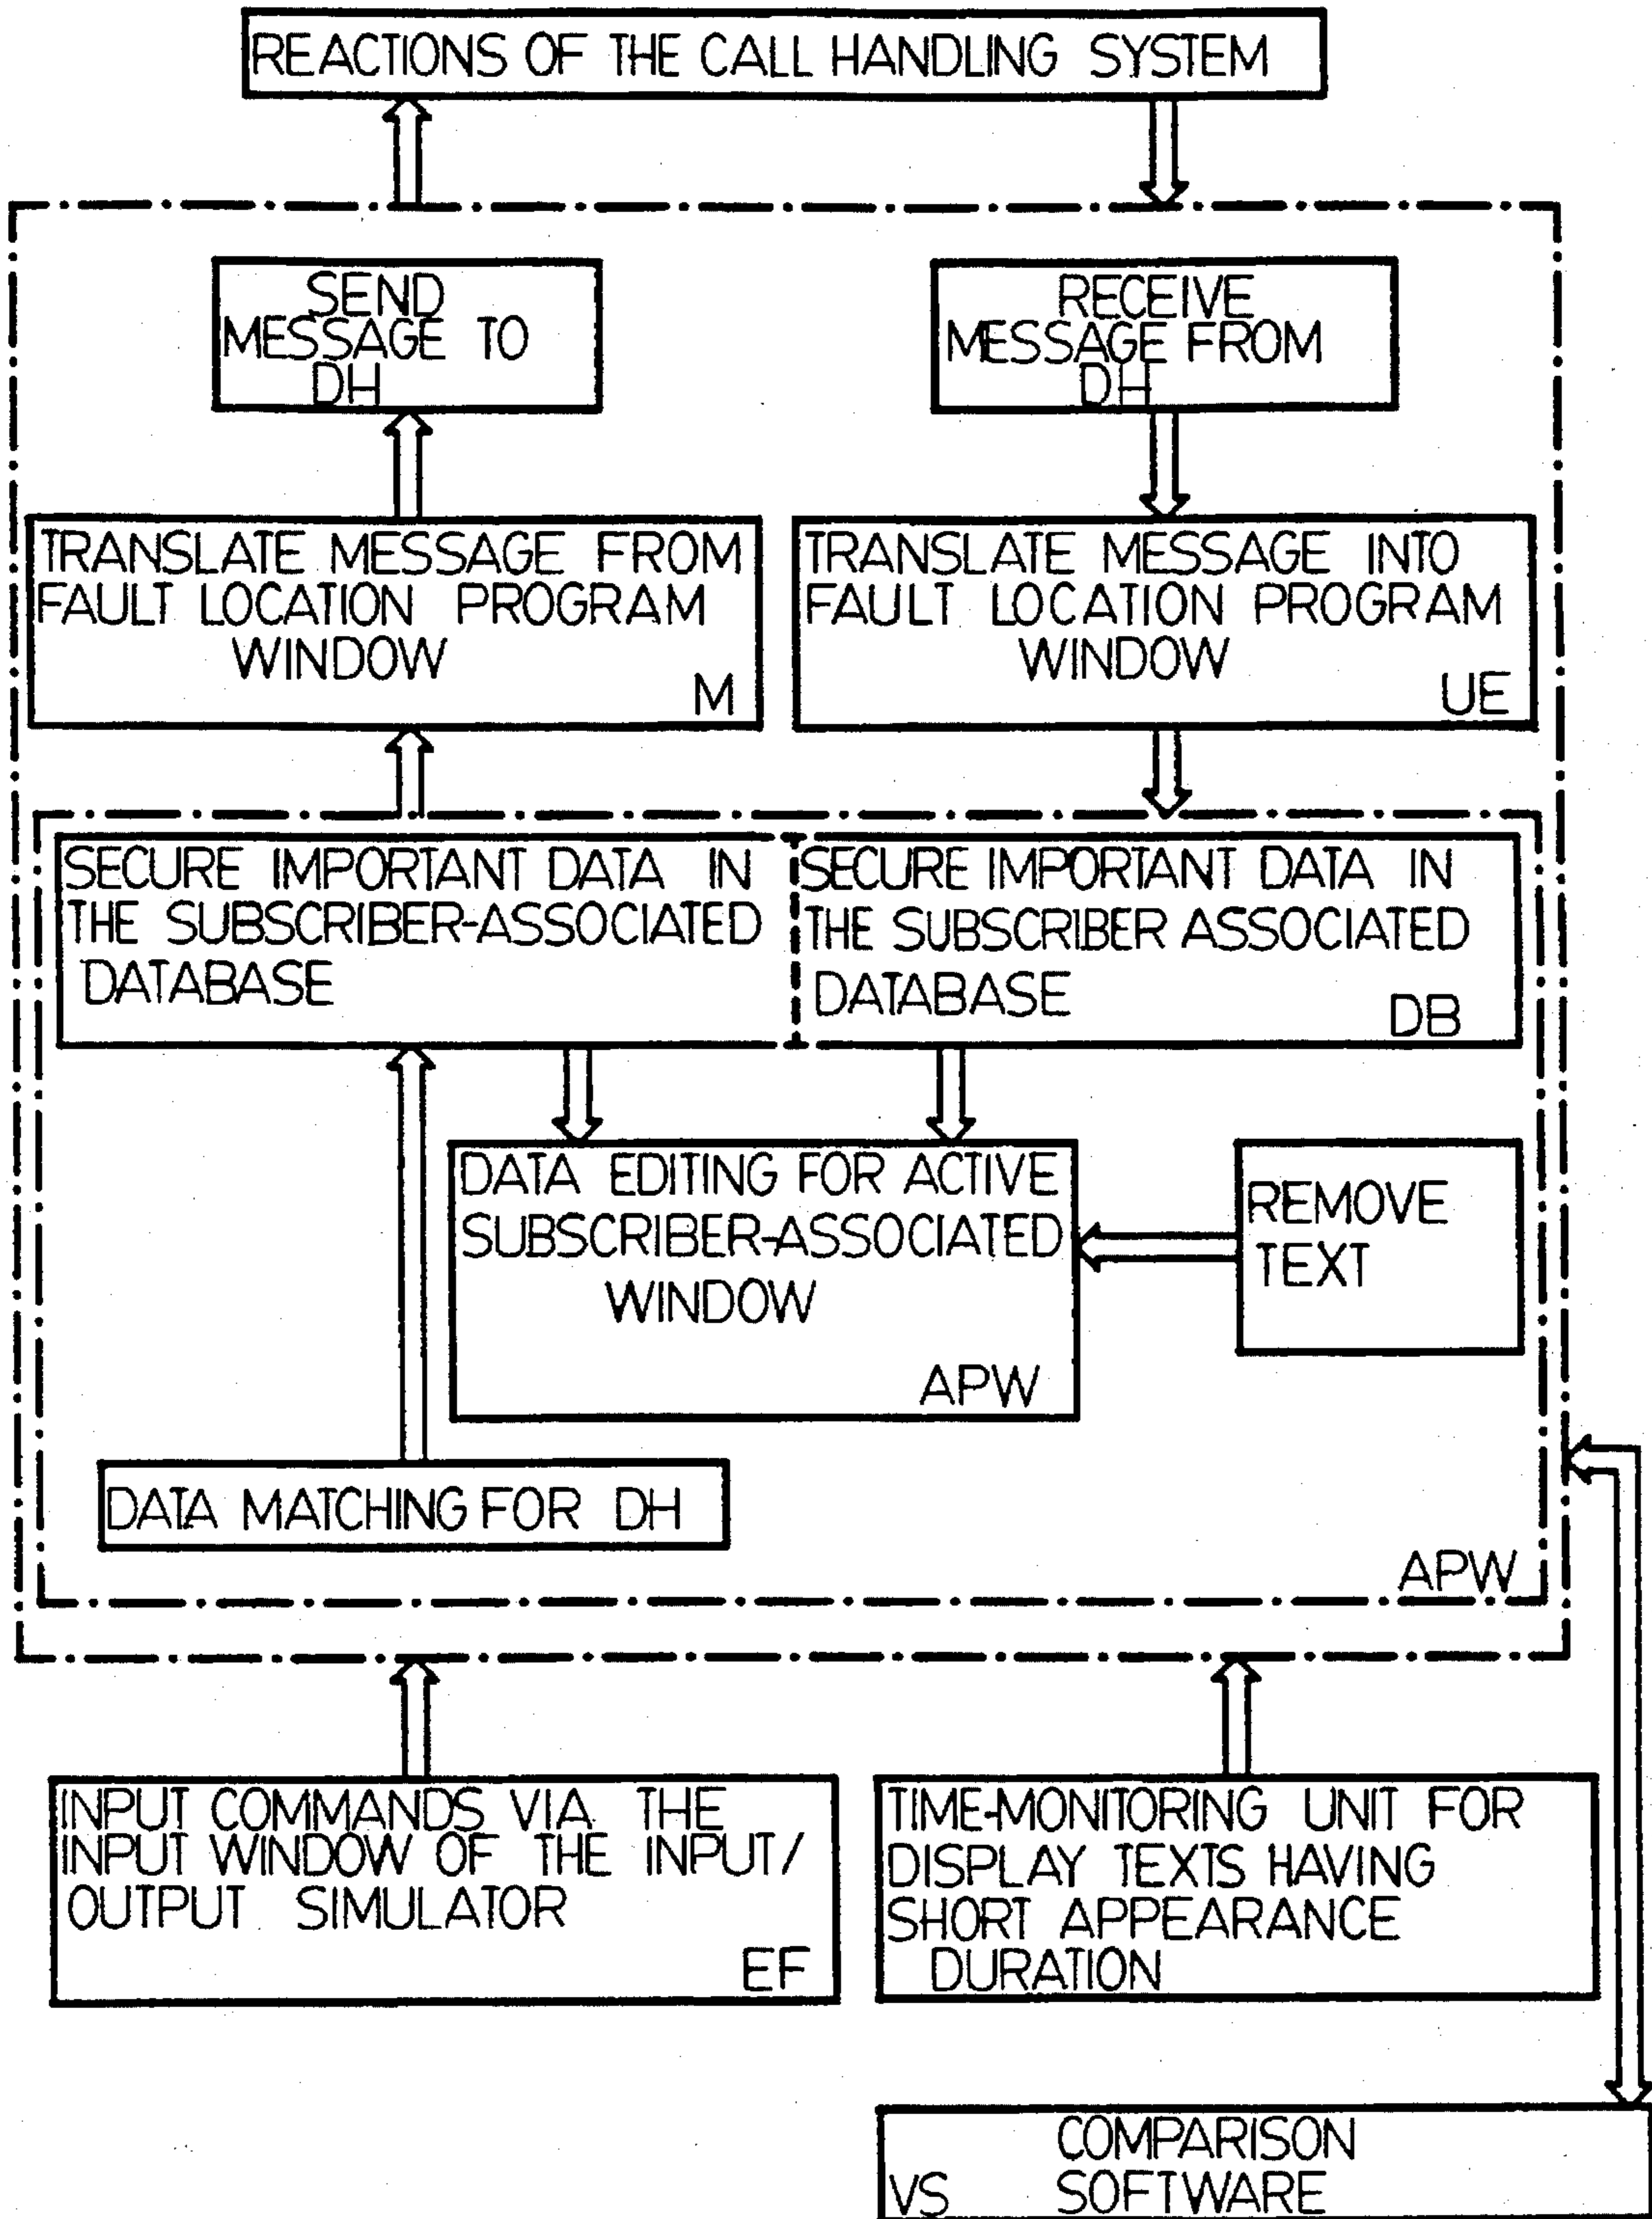 REACTIONS OF THE CALL HANDLING SYSTEM
SEND
MESSAGE TO
DH
RECEIVE
MESSAGE FROM
DH
TRANSLATE MESSAGE FROM
FAULT LOCATION PROGRAM
WINDOW
M
TRANSLATE MESSAGE INTO
FAULT LOCATION PROGRAM
WINDOW
UE
SECURE IMPORTANT DATA IN
THE SUBSCRIBER-ASSOCIATED
DATABASE
SECURE IMPORTANT DATA IN
THE SUBSCRIBER ASSOCIATED
DATABASE
DB
DATA EDITING FOR ACTIVE
SUBSCRIBER-ASSOCIATED
WINDOW
APW
REMOVE
TEXT
DATA MATCHING FOR DH
APW
INPUT COMMANDS VIA THE
INPUT WINDOW OF THE INPUT/
OUTPUT SIMULATOR
EF
TIME-MONITORING UNIT FOR
DISPLAY TEXTS HAVING
SHORT APPEARANCE
DURATION
COMPARISON
VS SOFTWARE